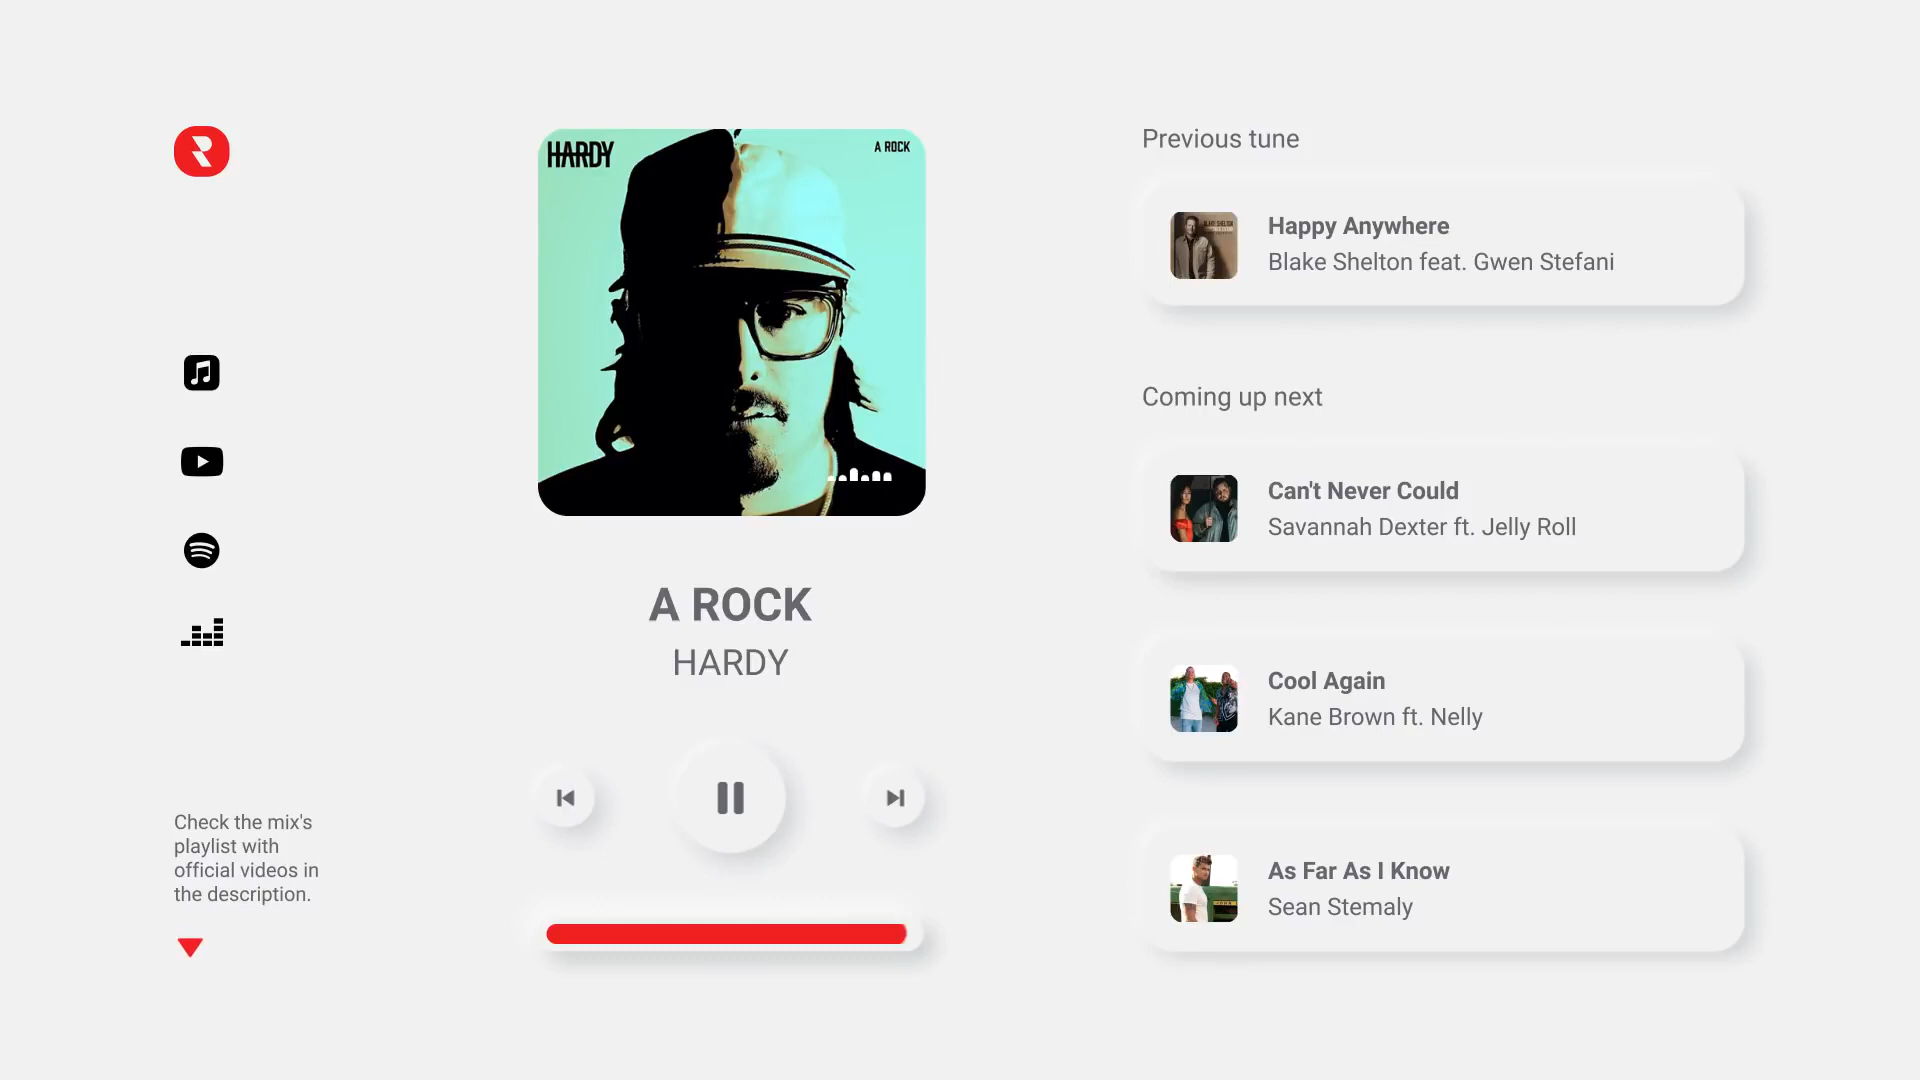 HARDY
A ROCK
A ROCK
HARDY
Check the mix's
playlist with
official videos in
the description.
Previous tune
Happy Anywhere
Blake Shelton feat. Gwen Stefani
Coming up next
Can't Never Could
Savannah Dexter ft. Jelly Roll
Cool Again
Kane Brown ft. Nelly
As Far As I Know
Sean Stemaly